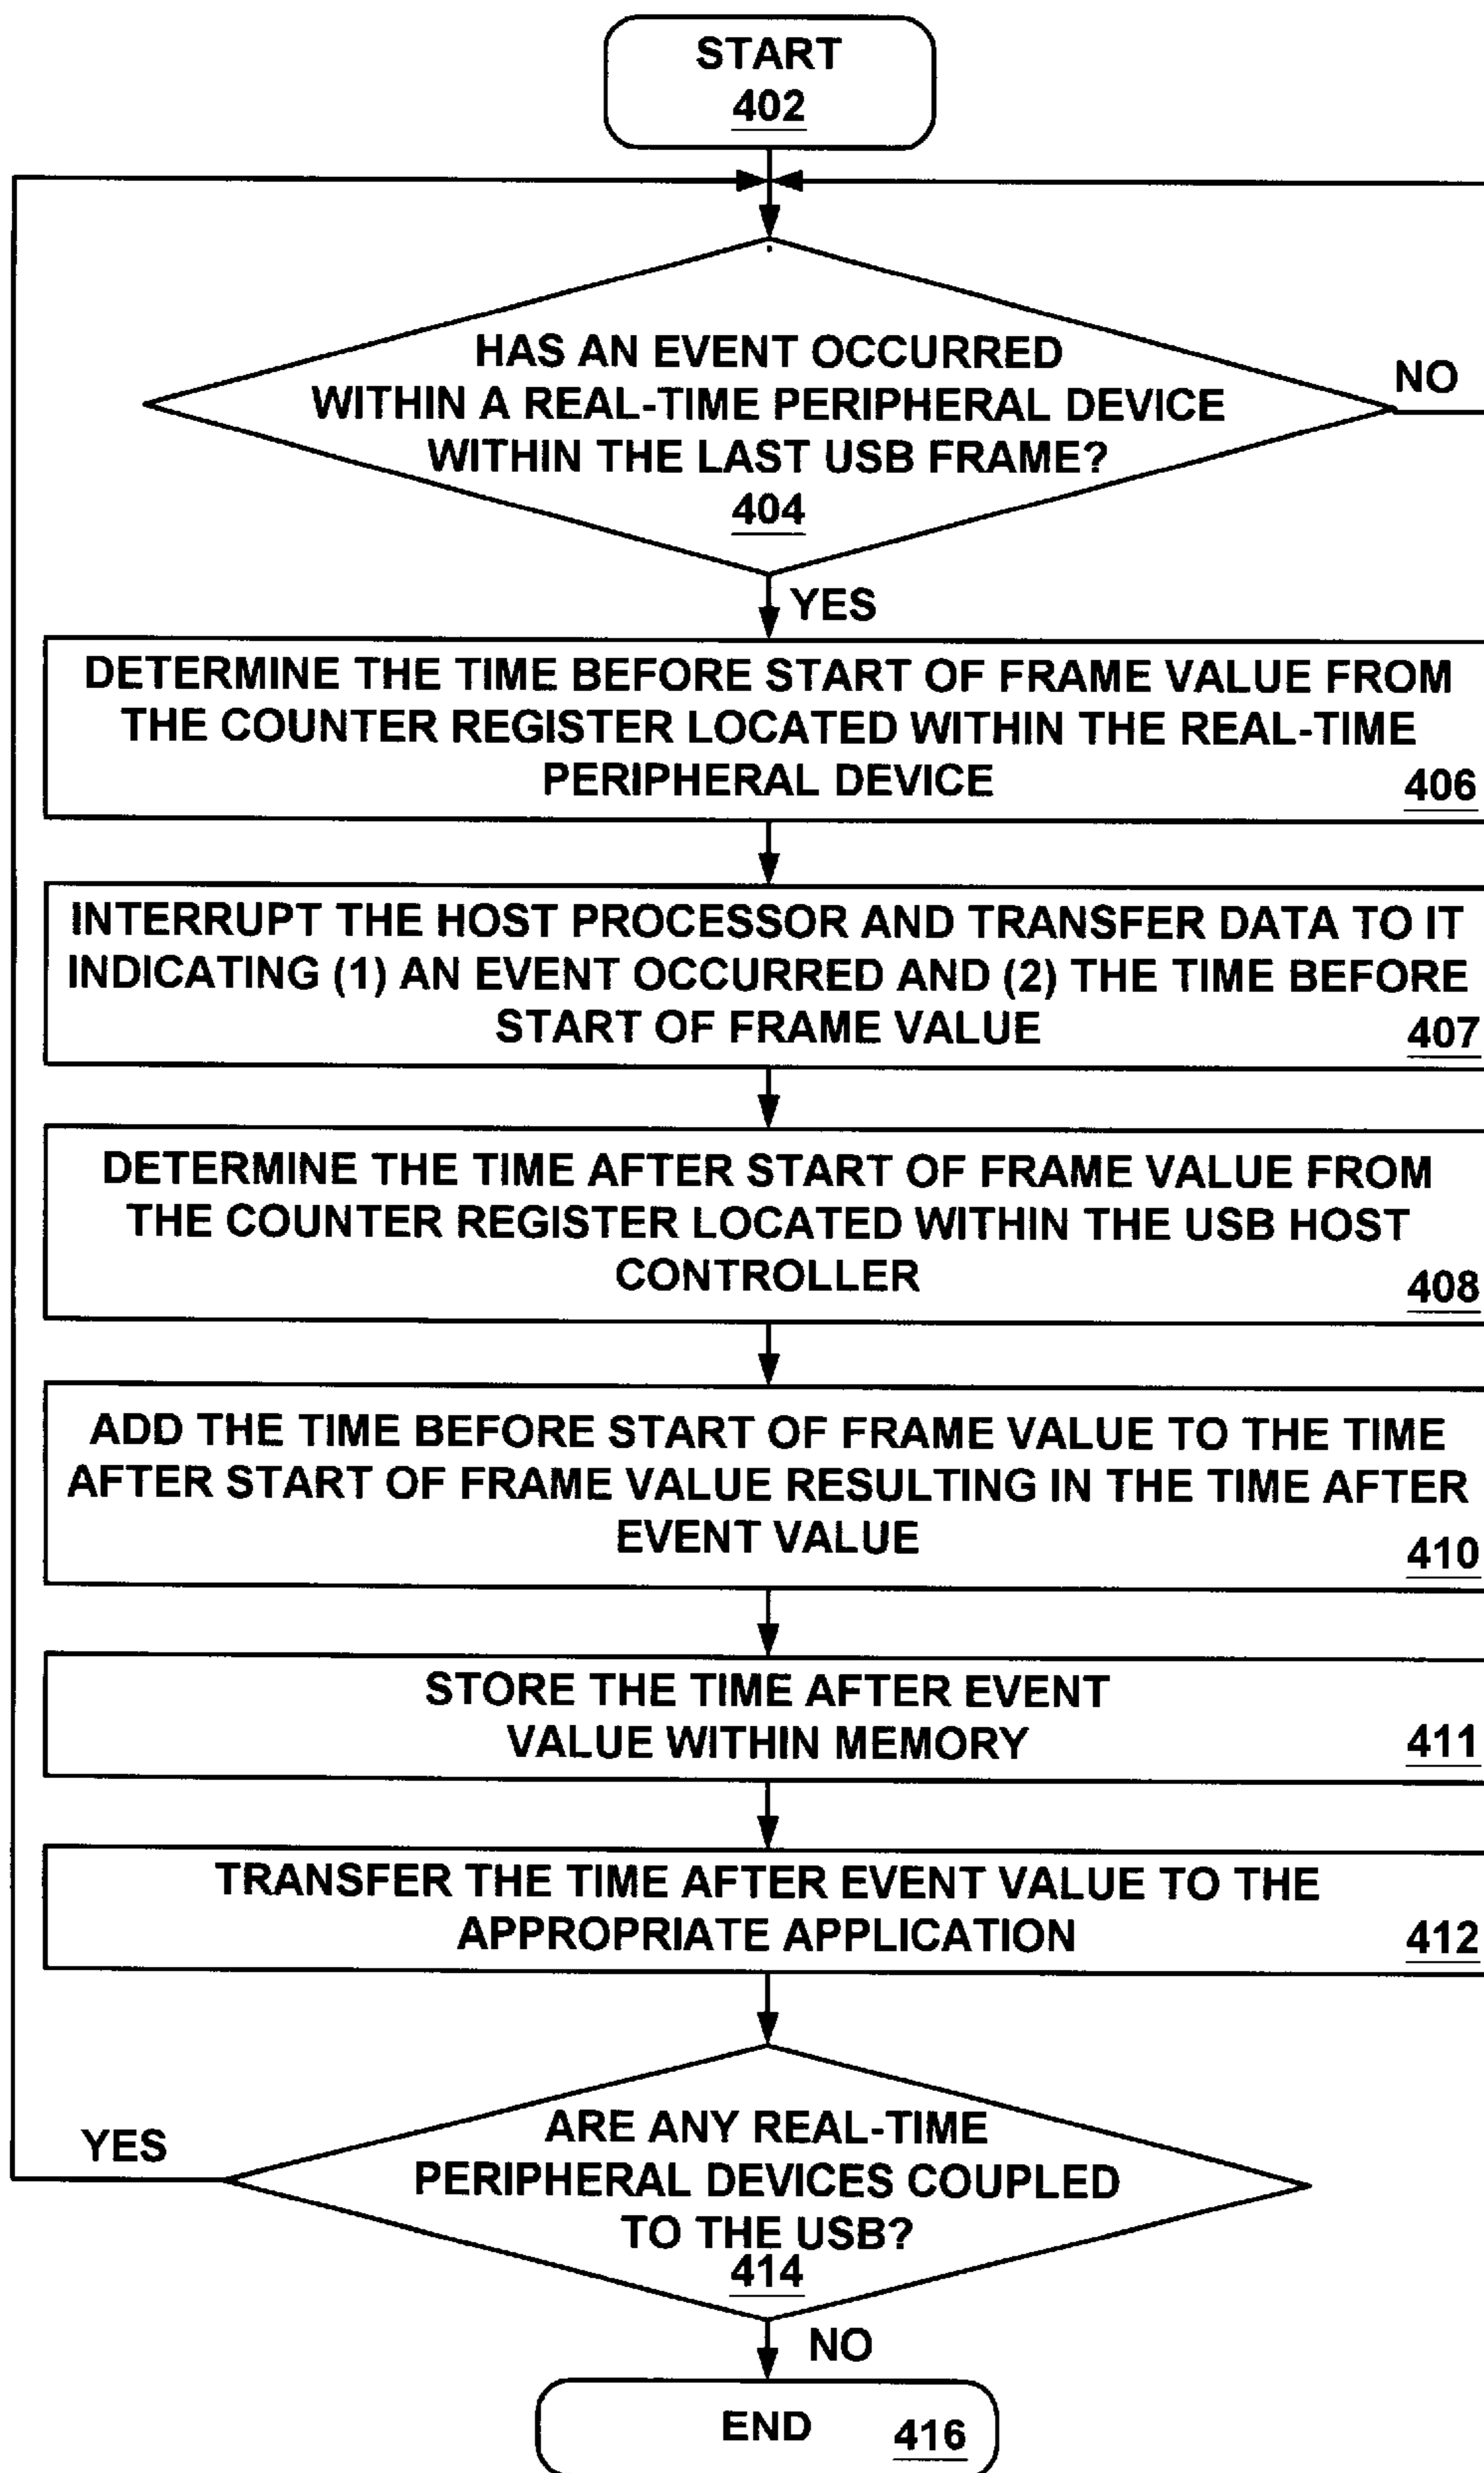 START
402
HAS AN EVENT OCCURRED
WITHIN A REAL-TIME PERIPHERAL DEVICE
WITHIN THE LAST USB FRAME?
404
NO
YES
DETERMINE THE TIME BEFORE START OF FRAME VALUE FROM
THE COUNTER REGISTER LOCATED WITHIN THE REAL-TIME
PERIPHERAL DEVICE
406
INTERRUPT THE HOST PROCESSOR AND TRANSFER DATA TO IT
INDICATING (1) AN EVENT OCCURRED AND (2) THE TIME BEFORE
START OF FRAME VALUE
407
DETERMINE THE TIME AFTER START OF FRAME VALUE FROM
THE COUNTER REGISTER LOCATED WITHIN THE USB HOST
CONTROLLER
408
ADD THE TIME BEFORE START OF FRAME VALUE TO THE TIME
AFTER START OF FRAME VALUE RESULTING IN THE TIME AFTER
EVENT VALUE
410
STORE THE TIME AFTER EVENT
VALUE WITHIN MEMORY
411
TRANSFER THE TIME AFTER EVENT VALUE TO THE
APPROPRIATE APPLICATION
412
YES
ARE ANY REAL-TIME
PERIPHERAL DEVICES COUPLED
TO THE USB?
414
NO
END
416